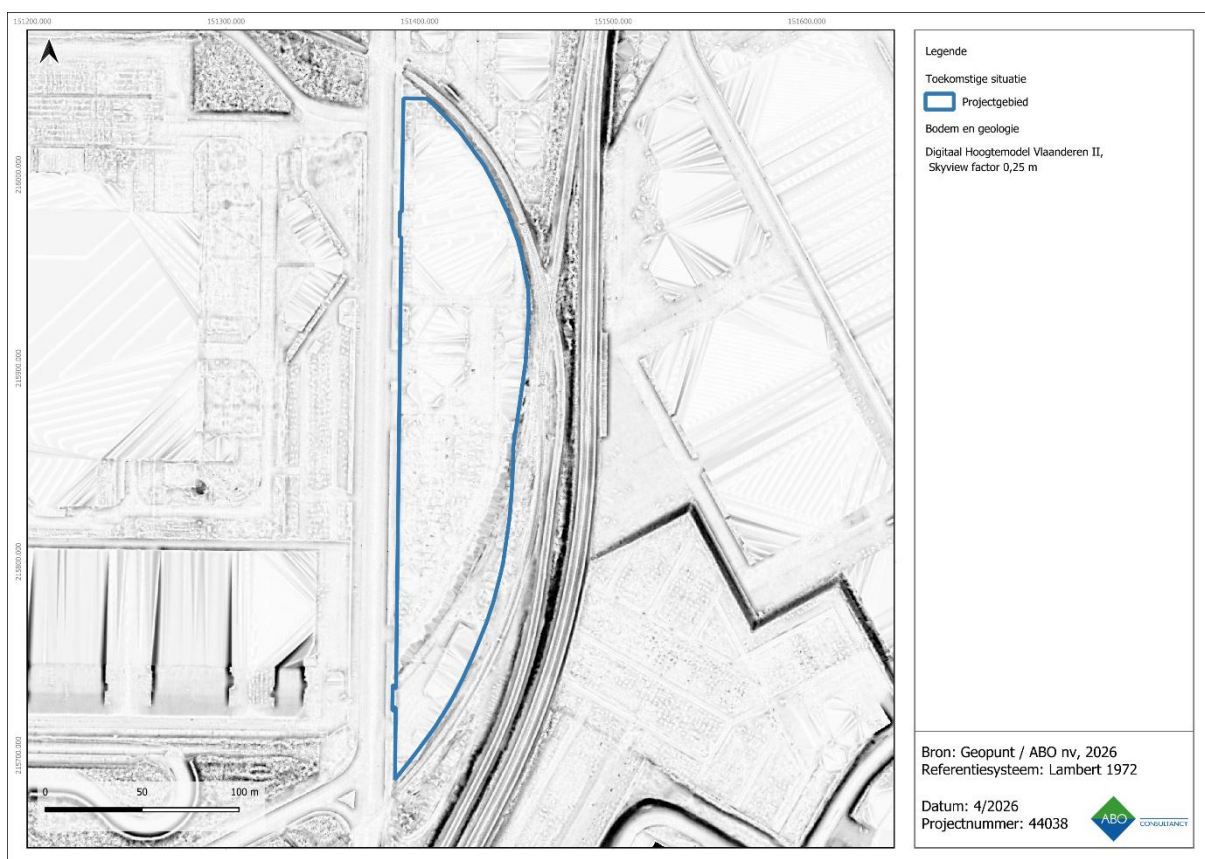 151200.000
151300.000
151400.000
151500.000
151600.000
216000.000
215900.000
215800.000
215700.000
0 50 100 m
Legende
Toekomstige situatie
Projectgebied
Bodem en geologie
Digitaal Hoogtemodel Vlaanderen II,
Skyview factor 0,25 m
Bron: Geopunt / ABO nv, 2026
Referentiesysteem: Lambert 1972
Datum: 4/2026
Projectnummer: 44038
ABO
CONSULTANCY